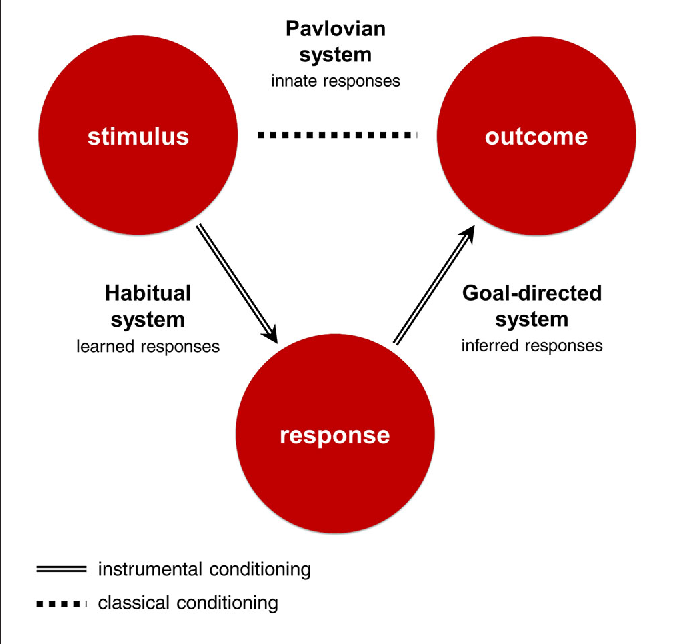 Pavlovian
system
innate responses
stimulus
outcome
Habitual
system
learned responses
Goal-directed
system
inferred responses
response
instrumental conditioning
classical conditioning